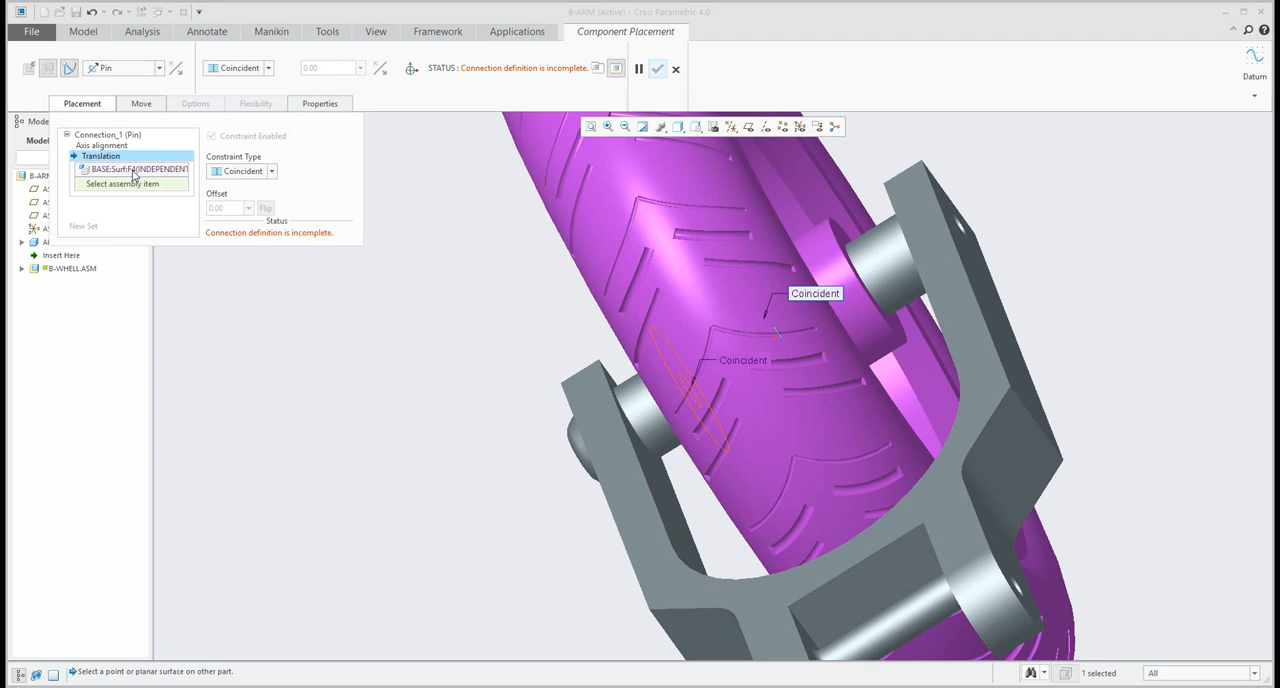 B-ARM (Active) - Creo Parametric 4.0
File Model Analysis Annotate Manikin Tools View Framework Applications Component Placement
Pin Coincident 0.00 STATUS : Connection definition is incomplete.
Datum
Placement Move Options Flexibility Properties
Connection_1 (Pin)
Axis alignment
Translation
BASE:Surf:F4(INDEPENDENT
Select assembly item
New Set
Constraint Enabled
Constraint Type
Coincident
Offset
0.00 Flip
Status
Connection definition is incomplete.
Insert Here
B-WHELL.ASM
Coincident
Coincident
Select a point or planar surface on other part.
1 selected
All